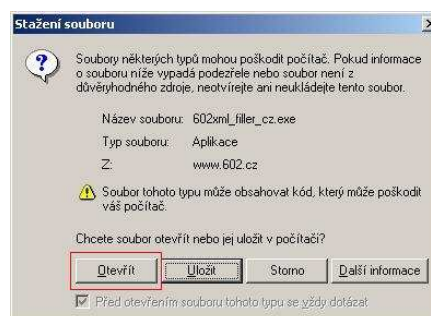 Stažení souboru
Soubory některých typů mohou poškodit počítač. Pokud informace
o souboru níže vypadá podezřele nebo soubor není z
důvěryhodného zdroje, neotvírejte ani neukládejte tento soubor.
Název souboru: 602xml_filler_cz.exe
Typ souboru: Aplikace
Z: www.602.cz
Soubor tohoto typu může obsahovat kód, který může poškodit
váš počítač.
Chcete soubor otevřít nebo jej uložit v počítači?
Otevřít Uložit Storno Další informace
Před otevřením souboru tohoto typu se vždy dotázat